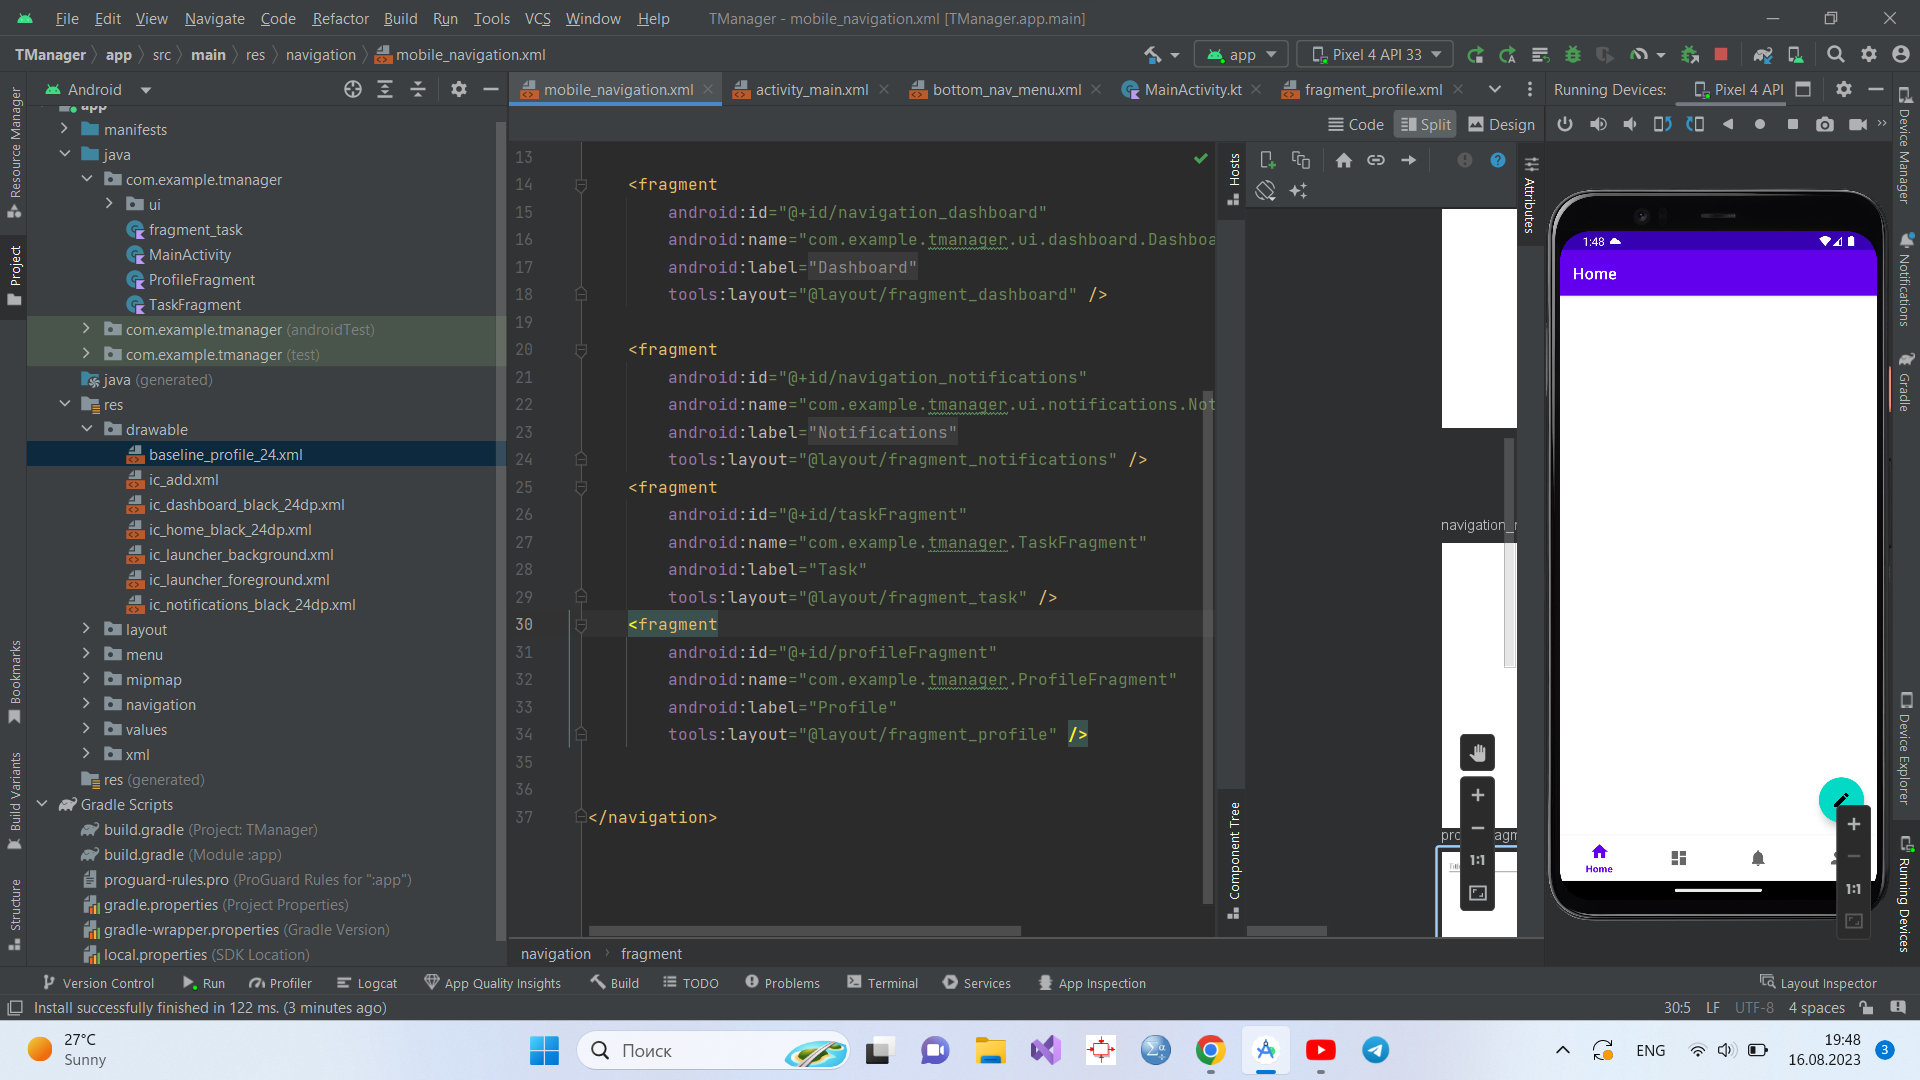 File Edit View Navigate Code Refactor Build Run Tools VCS Window Help TManager - mobile_navigation.xml [TManager.app.main]
TManager app src main res navigation mobile_navigation.xml app Pixel 4 API 33
Android mobile_navigation.xml activity_main.xml bottom_nav_menu.xml MainActivity.kt fragment_profile.xml Running Devices: Pixel 4 API
Code Split Design
Resource Manager
Project
Bookmarks
Build Variants
Structure
app
manifests
java
com.example.tmanager
ui
fragment_task
MainActivity
ProfileFragment
TaskFragment
com.example.tmanager (androidTest)
com.example.tmanager (test)
java (generated)
res
drawable
baseline_profile_24.xml
ic_add.xml
ic_dashboard_black_24dp.xml
ic_home_black_24dp.xml
ic_launcher_background.xml
ic_launcher_foreground.xml
ic_notifications_black_24dp.xml
layout
menu
mipmap
navigation
values
xml
res (generated)
Gradle Scripts
build.gradle (Project: TManager)
build.gradle (Module :app)
proguard-rules.pro (ProGuard Rules for ":app")
gradle.properties (Project Properties)
gradle-wrapper.properties (Gradle Version)
local.properties (SDK Location)
13
14 <fragment
15 android:id="@+id/navigation_dashboard"
16 android:name="com.example.tmanager.ui.dashboard.Dashboa
17 android:label="Dashboard"
18 tools:layout="@layout/fragment_dashboard" />
19
20 <fragment
21 android:id="@+id/navigation_notifications"
22 android:name="com.example.tmanager.ui.notifications.Not
23 android:label="Notifications"
24 tools:layout="@layout/fragment_notifications" />
25 <fragment
26 android:id="@+id/taskFragment"
27 android:name="com.example.tmanager.TaskFragment"
28 android:label="Task"
29 tools:layout="@layout/fragment_task" />
30 <fragment
31 android:id="@+id/profileFragment"
32 android:name="com.example.tmanager.ProfileFragment"
33 android:label="Profile"
34 tools:layout="@layout/fragment_profile" />
35
36
37 </navigation>
navigation fragment
Hosts
Component Tree
Attributes
navigation_
1:1
1:48
Home
Home
1:1
Device Manager
Notifications
Gradle
Device Explorer
Running Devices
Version Control Run Profiler Logcat App Quality Insights Build TODO Problems Terminal Services App Inspection Layout Inspector
Install successfully finished in 122 ms. (3 minutes ago) 30:5 LF UTF-8 4 spaces
27°C
Sunny
Поиск
ENG
19:48
16.08.2023
3